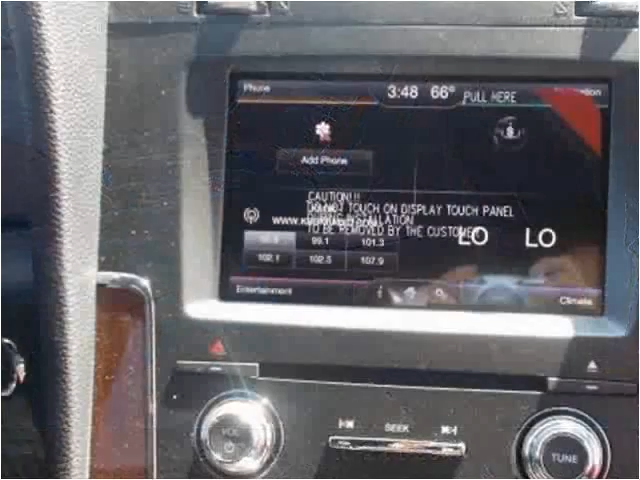 Phone
3:48 66°
PULL HERE
Add Phone
CAUTION!!!
DO NOT TOUCH ON DISPLAY TOUCH PANEL
INSTALLATION
TO BE REMOVED BY THE CUSTOMER
LO LO
99.1 101.3
102.1 102.5 107.9
Entertainment
Climate
VOL
SEEK
TUNE